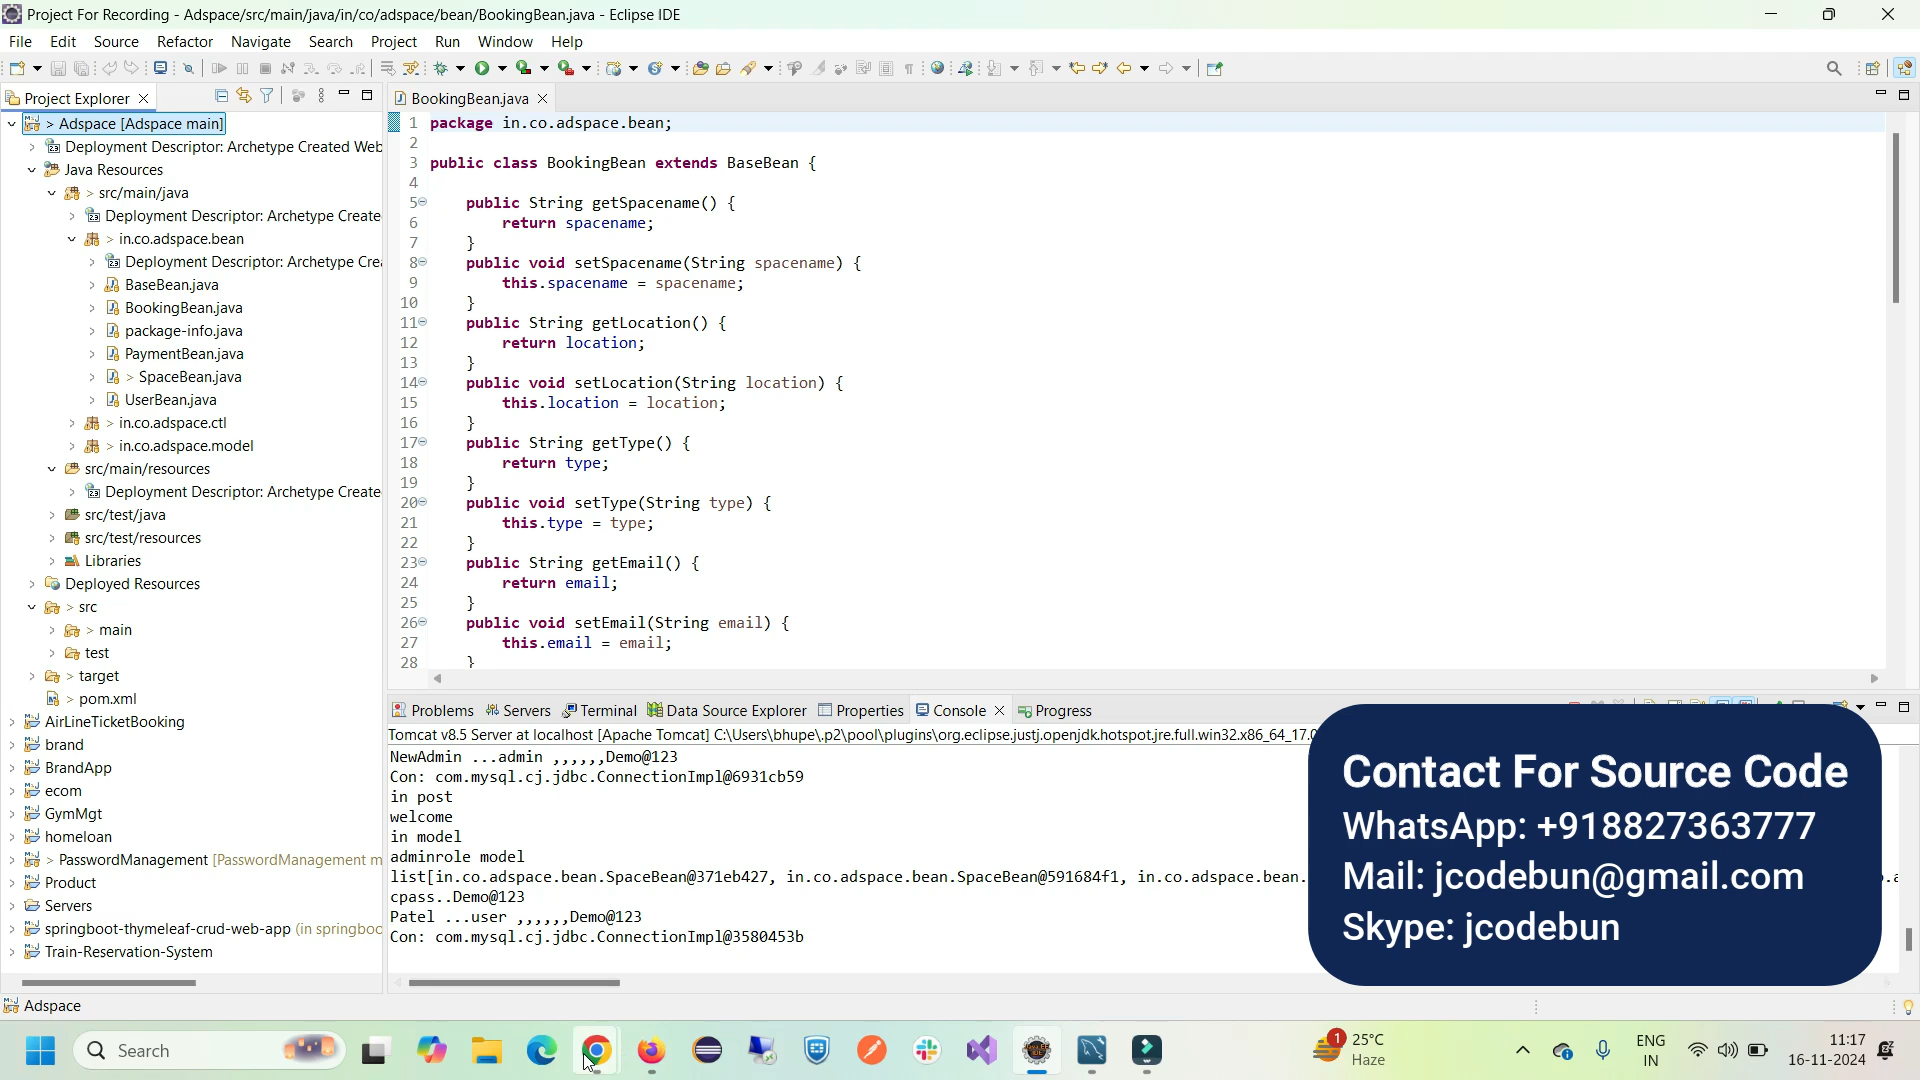 Project For Recording - Adspace/src/main/java/in/co/adspace/bean/BookingBean.java - Eclipse IDE
File Edit Source Refactor Navigate Search Project Run Window Help
Project Explorer
> Adspace [Adspace main]
Deployment Descriptor: Archetype Created Web
Java Resources
> src/main/java
Deployment Descriptor: Archetype Create
> in.co.adspace.bean
Deployment Descriptor: Archetype Cre
BaseBean.java
BookingBean.java
package-info.java
PaymentBean.java
> SpaceBean.java
UserBean.java
> in.co.adspace.ctl
> in.co.adspace.model
src/main/resources
Deployment Descriptor: Archetype Create
src/test/java
src/test/resources
Libraries
Deployed Resources
> src
> main
test
> target
> pom.xml
AirLineTicketBooking
brand
BrandApp
ecom
GymMgt
homeloan
> PasswordManagement [PasswordManagement m
Product
Servers
springboot-thymeleaf-crud-web-app (in springboo
Train-Reservation-System
BookingBean.java
1 package in.co.adspace.bean;
2
3 public class BookingBean extends BaseBean {
4
5 public String getSpacename() {
6 return spacename;
7 }
8 public void setSpacename(String spacename) {
9 this.spacename = spacename;
10 }
11 public String getLocation() {
12 return location;
13 }
14 public void setLocation(String location) {
15 this.location = location;
16 }
17 public String getType() {
18 return type;
19 }
20 public void setType(String type) {
21 this.type = type;
22 }
23 public String getEmail() {
24 return email;
25 }
26 public void setEmail(String email) {
27 this.email = email;
28 }
Problems Servers Terminal Data Source Explorer Properties Console Progress
Tomcat v8.5 Server at localhost [Apache Tomcat] C:\Users\bhupe\.p2\pool\plugins\org.eclipse.justj.openjdk.hotspot.jre.full.win32.x86_64_17.0
NewAdmin ...admin ,,,,,,Demo@123
Con: com.mysql.cj.jdbc.ConnectionImpl@6931cb59
in post
welcome
in model
adminrole model
list[in.co.adspace.bean.SpaceBean@371eb427, in.co.adspace.bean.SpaceBean@591684f1, in.co.adspace.bean.
cpass..Demo@123
Patel ...user ,,,,,,Demo@123
Con: com.mysql.cj.jdbc.ConnectionImpl@3580453b
Contact For Source Code
WhatsApp: +918827363777
Mail: jcodebun@gmail.com
Skype: jcodebun
Adspace
Search
1
25°C
Haze
ENG
IN
11:17
16-11-2024